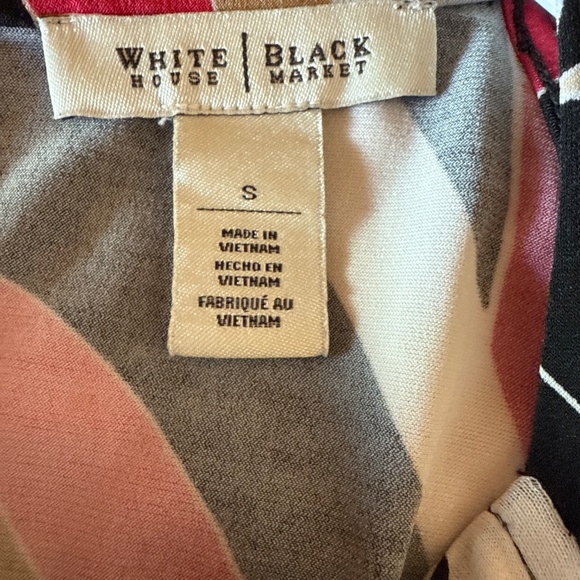 WHITE | BLACK
HOUSE | MARKET
S
MADE IN
VIETNAM
HECHO EN
VIETNAM
FABRIQUÉ AU
VIETNAM